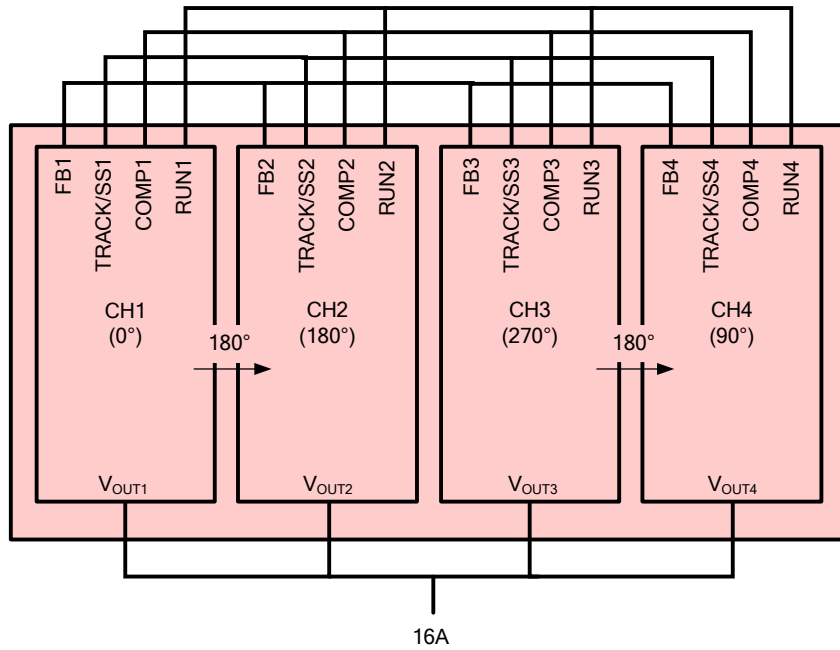 FB1
TRACK/SS1
COMP1
RUN1
FB2
TRACK/SS2
COMP2
RUN2
FB3
TRACK/SS3
COMP3
RUN3
FB4
TRACK/SS4
COMP4
RUN4
CH1
(0°)
180°
CH2
(180°)
CH3
(270°)
180°
CH4
(90°)
VOUT1
VOUT2
VOUT3
VOUT4
16A